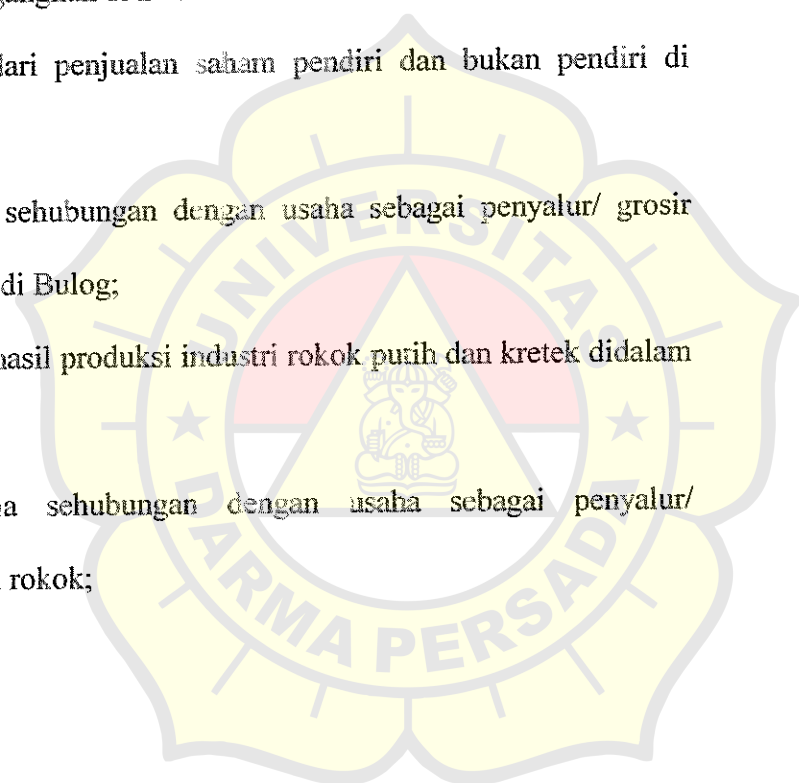 dari penjualan saham pendiri dan bukan pendiri di
sehubungan dengan usaha sebagai penyalur/ grosir
di Bulog;
hasil produksi industri rokok putih dan kretek didalam
sehubungan dengan usaha sebagai penyalur/
rokok;
UNIVERSITAS
DARMA PERSADA